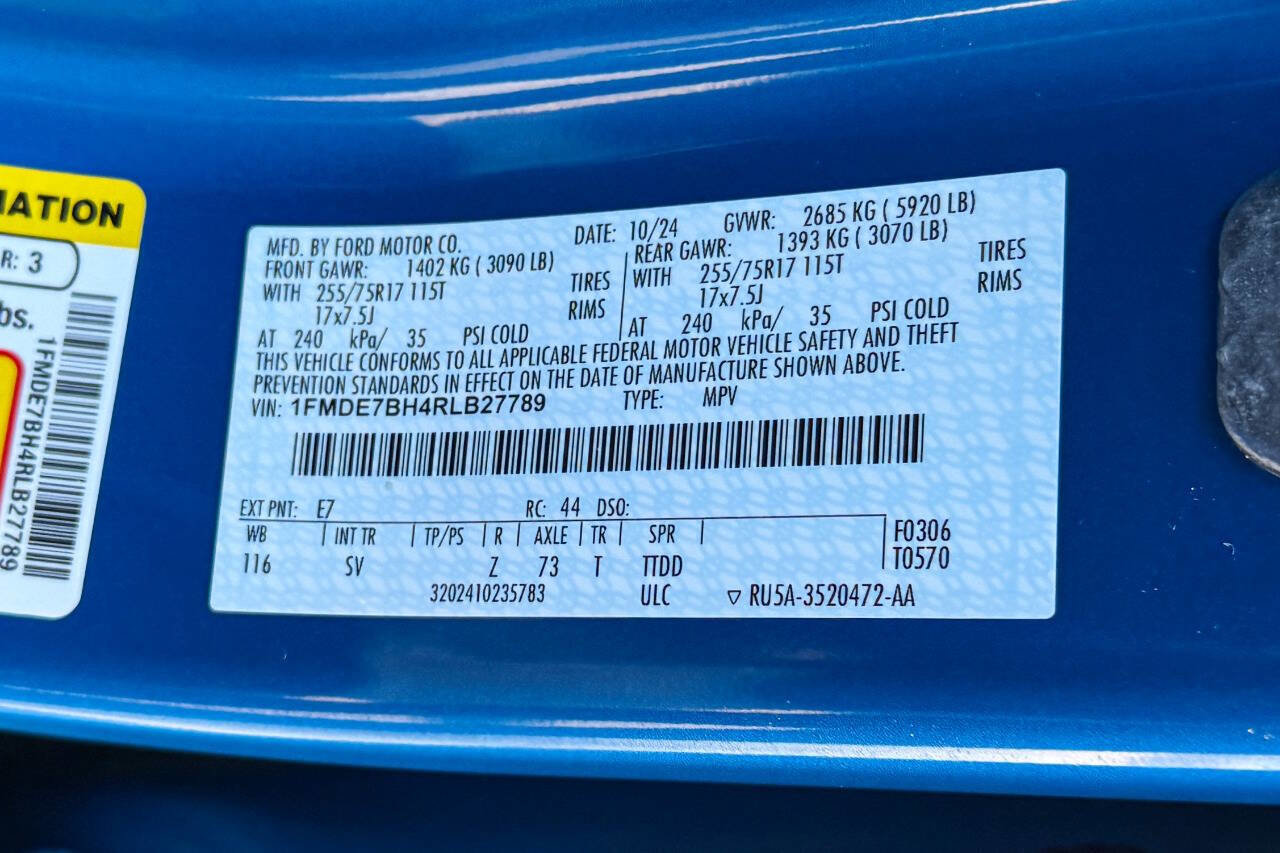 MATION
R: 3
bs.
1FMDE7BH4RLB27789
MFD. BY FORD MOTOR CO. DATE: 10/24 GVWR: 2685 KG ( 5920 LB)
FRONT GAWR: 1402 KG ( 3090 LB) REAR GAWR: 1393 KG ( 3070 LB)
WITH 255/75R17 115T TIRES WITH 255/75R17 115T TIRES
17x7.5J RIMS 17x7.5J RIMS
AT 240 kPa/ 35 PSI COLD AT 240 kPa/ 35 PSI COLD
THIS VEHICLE CONFORMS TO ALL APPLICABLE FEDERAL MOTOR VEHICLE SAFETY AND THEFT
PREVENTION STANDARDS IN EFFECT ON THE DATE OF MANUFACTURE SHOWN ABOVE.
VIN: 1FMDE7BH4RLB27789 TYPE: MPV
EXT PNT: E7 RC: 44 DSO:
WB INT TR TP/PS R AXLE TR SPR F0306
116 SV Z 73 T TTDD T0570
3202410235783 ULC ▽ RU5A-3520472-AA